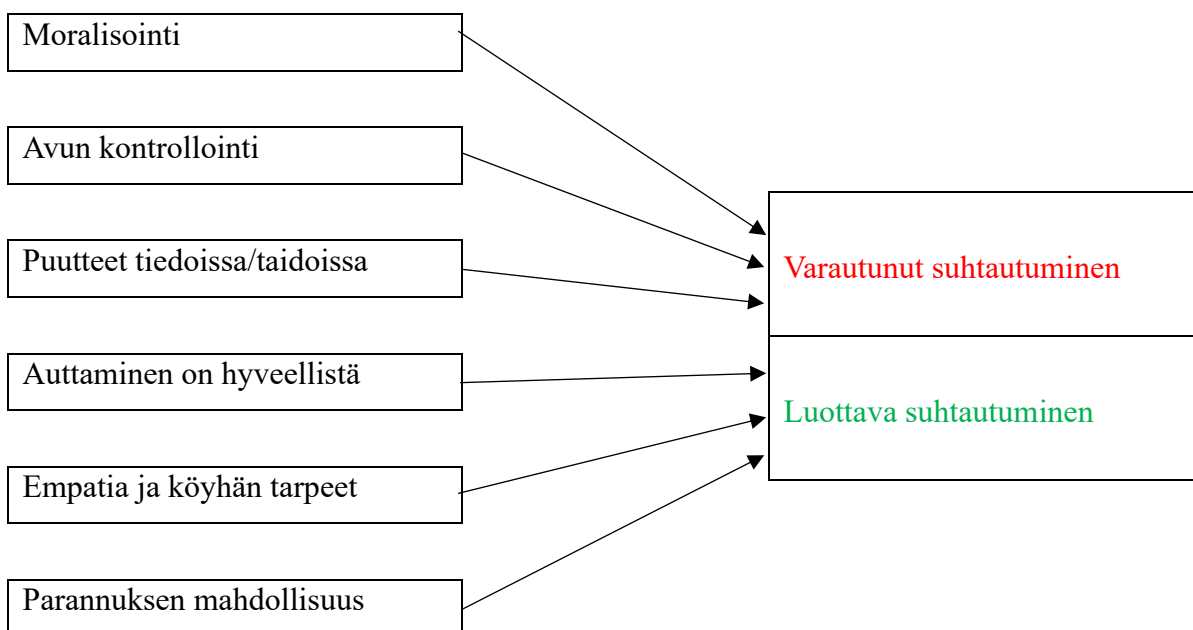 Moralisointi
Avun kontrollointi
Puutteet tiedoissa/taidoissa
Auttaminen on hyveellistä
Empatia ja köyhän tarpeet
Parannuksen mahdollisuus
Varautunut suhtautuminen
Luottava suhtautuminen